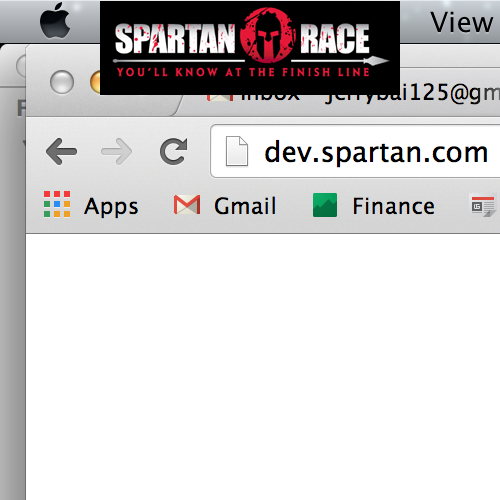 View
SPARTAN RACE
YOU'LL KNOW AT THE FINISH LINE
Inbox - jerrybai125@gm
dev.spartan.com
Apps
Gmail
Finance